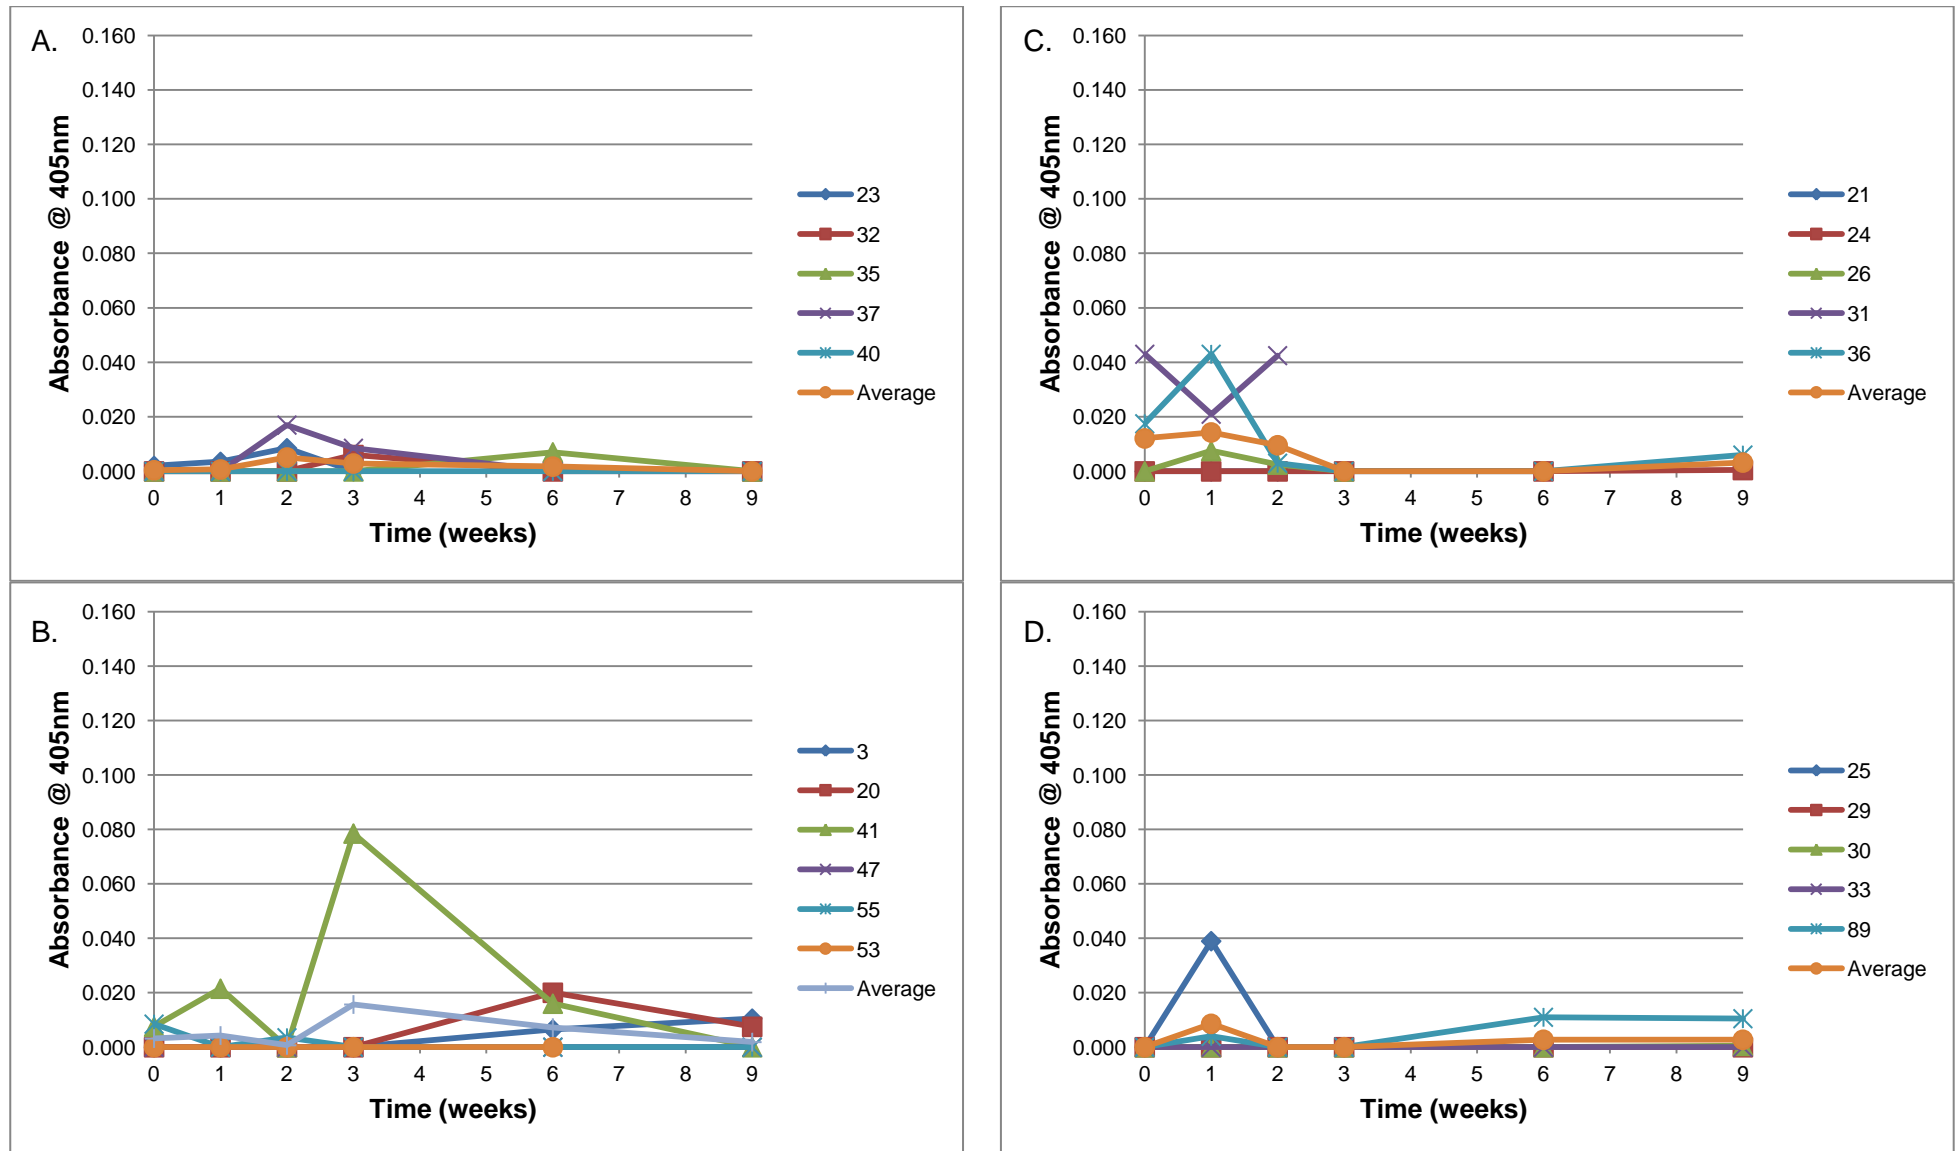 A.
Absorbance @ 405nm
0.160
0.140
0.120
0.100
0.080
0.060
0.040
0.020
0.000
0 1 2 3 4 5 6 7 8 9
Time (weeks)
23
32
35
37
40
Average
C.
Absorbance @ 405nm
0.160
0.140
0.120
0.100
0.080
0.060
0.040
0.020
0.000
0 1 2 3 4 5 6 7 8 9
Time (weeks)
21
24
26
31
36
Average
B.
Absorbance @ 405nm
0.160
0.140
0.120
0.100
0.080
0.060
0.040
0.020
0.000
0 1 2 3 4 5 6 7 8 9
Time (weeks)
3
20
41
47
55
53
Average
D.
Absorbance @ 405nm
0.160
0.140
0.120
0.100
0.080
0.060
0.040
0.020
0.000
0 1 2 3 4 5 6 7 8 9
Time (weeks)
25
29
30
33
89
Average